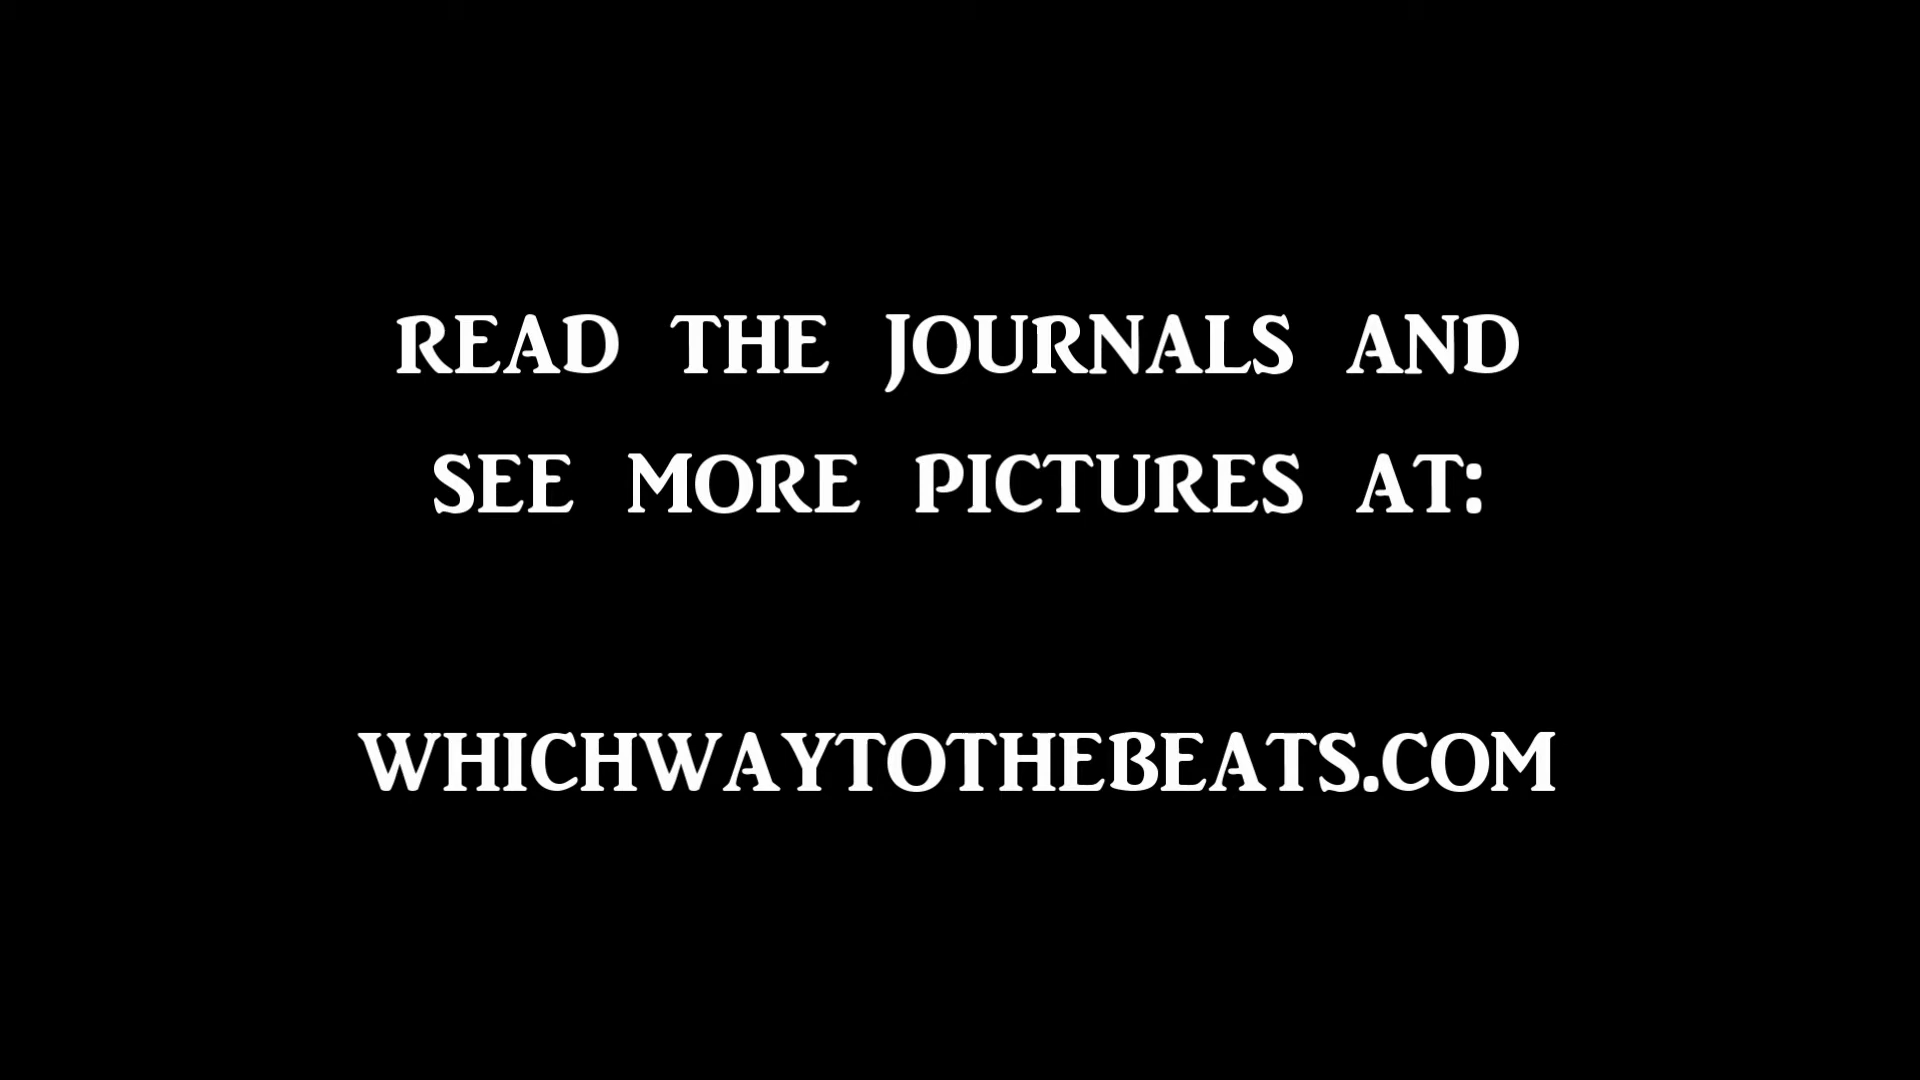 READ THE JOURNALS AND
SEE MORE PICTURES AT:
WHICHWAYTOTHEBEATS.COM